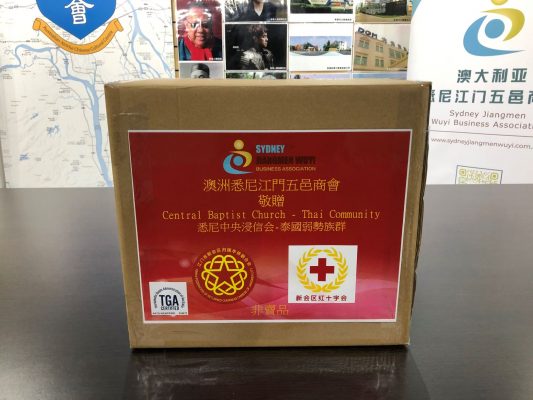 會
澳大利亚
悉尼江门五邑商会
Sydney Jiangmen
Wuyi Business Association
www.sydneyjiangmenwuyi.com
SYDNEY
JIANGMEN WUYI
BUSINESS ASSOCIATION
澳洲悉尼江門五邑商會
敬贈
Central Baptist Church - Thai Community
悉尼中央浸信会-泰國弱勢族群
TGA
CERTIFIED
新会区红十字会
非賣品